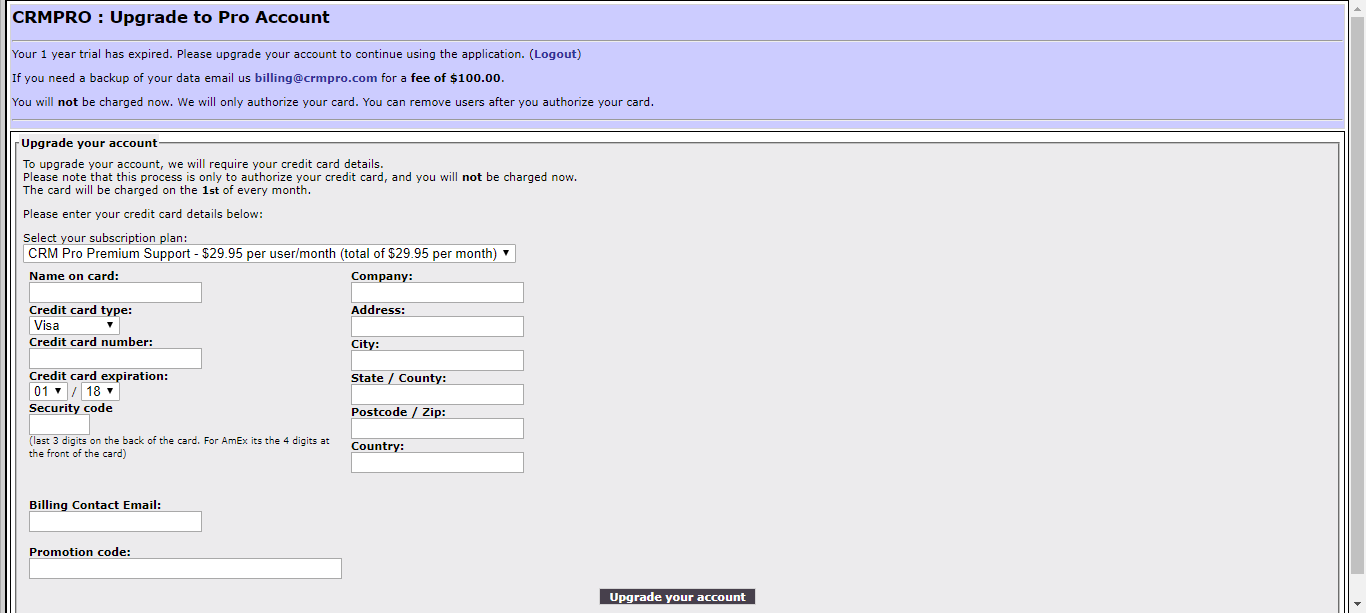 CRMPRO : Upgrade to Pro Account
Your 1 year trial has expired. Please upgrade your account to continue using the application. (Logout)
If you need a backup of your data email us billing@crmpro.com for a fee of $100.00.
You will not be charged now. We will only authorize your card. You can remove users after you authorize your card.
Upgrade your account
To upgrade your account, we will require your credit card details.
Please note that this process is only to authorize your credit card, and you will not be charged now.
The card will be charged on the 1st of every month.
Please enter your credit card details below:
Select your subscription plan:
CRM Pro Premium Support - $29.95 per user/month (total of $29.95 per month)
Name on card:
Credit card type:
Visa
Credit card number:
Credit card expiration:
01 / 18
Security code
(last 3 digits on the back of the card. For AmEx its the 4 digits at
the front of the card)
Company:
Address:
City:
State / County:
Postcode / Zip:
Country:
Billing Contact Email:
Promotion code:
Upgrade your account